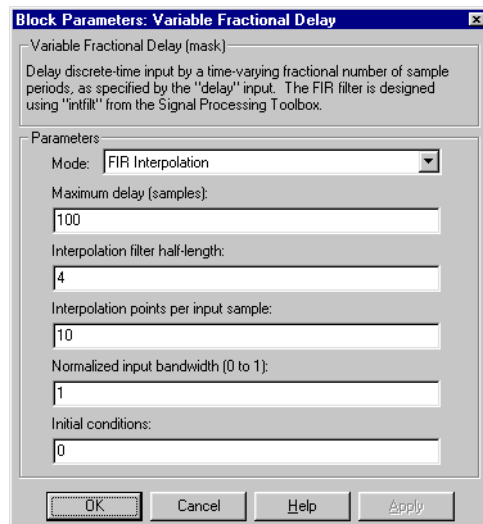 Block Parameters: Variable Fractional Delay
Variable Fractional Delay (mask)
Delay discrete-time input by a time-varying fractional number of sample
periods, as specified by the "delay" input.  The FIR filter is designed
using "intfilt" from the Signal Processing Toolbox.
Parameters
Mode: FIR Interpolation
Maximum delay (samples):
100
Interpolation filter half-length:
4
Interpolation points per input sample:
10
Normalized input bandwidth (0 to 1):
1
Initial conditions:
0
OK Cancel Help Apply